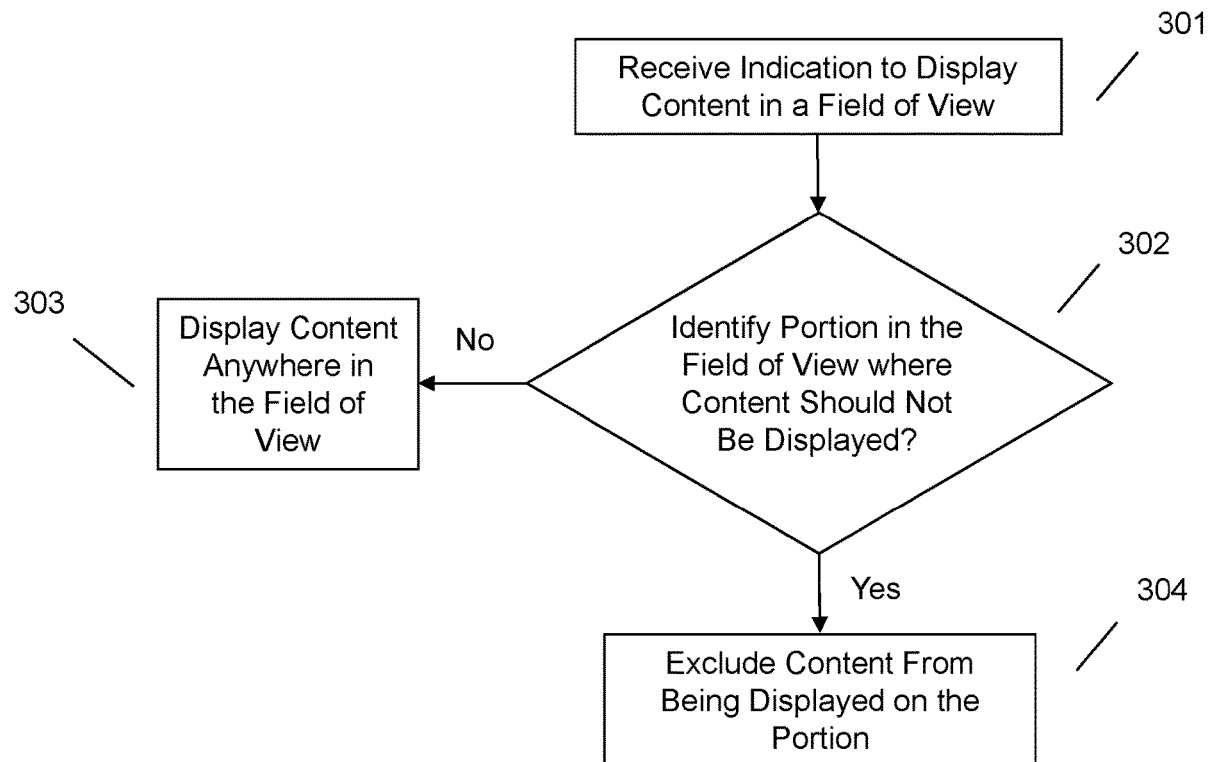 301
Receive Indication to Display
Content in a Field of View
302
303
Display Content
Anywhere in
the Field of
View
No
Identify Portion in the
Field of View where
Content Should Not
Be Displayed?
Yes
304
Exclude Content From
Being Displayed on the
Portion